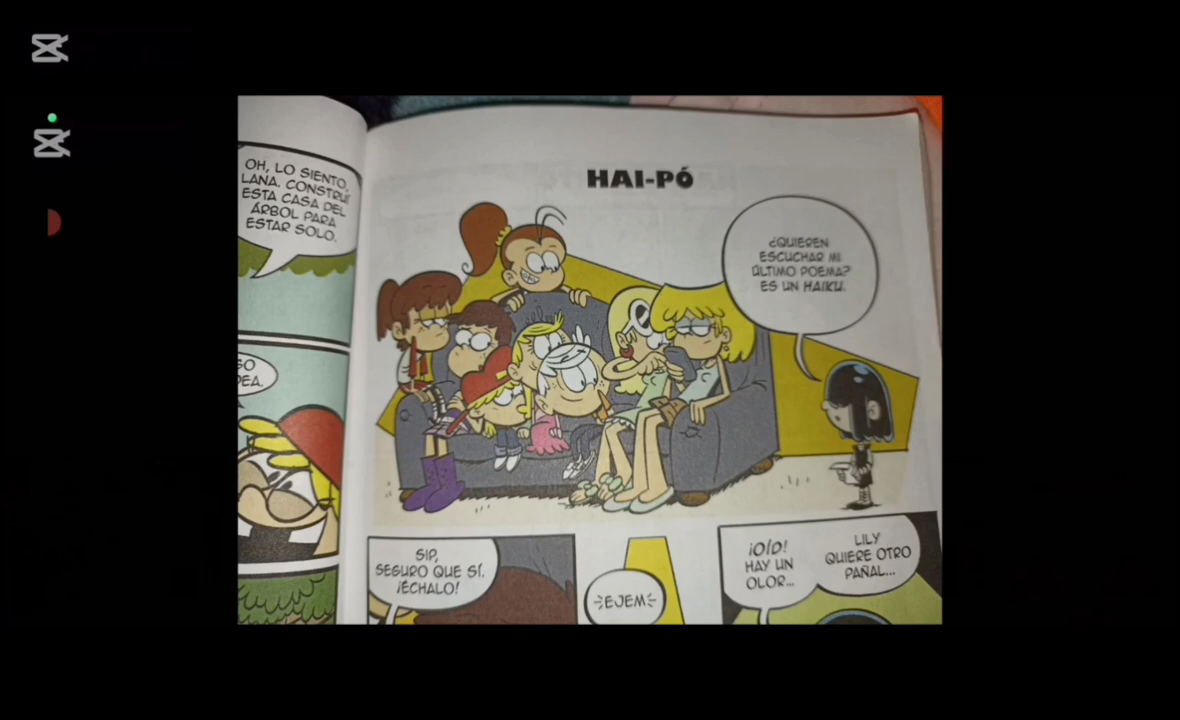 OH, LO SIENTO,
LANA. CONSTRUÍ
ESTA CASA DEL
ÁRBOL PARA
ESTAR SOLO.
HAI-PÓ
¿QUIEREN
ESCUCHAR MI
ÚLTIMO POEMA?
ES UN HAIKU.
SIP,
SEGURO QUE SÍ.
¡ÉCHALO!
EJEM
¡OÍD!
HAY UN
OLOR...
LILY
QUIERE OTRO
PAÑAL...